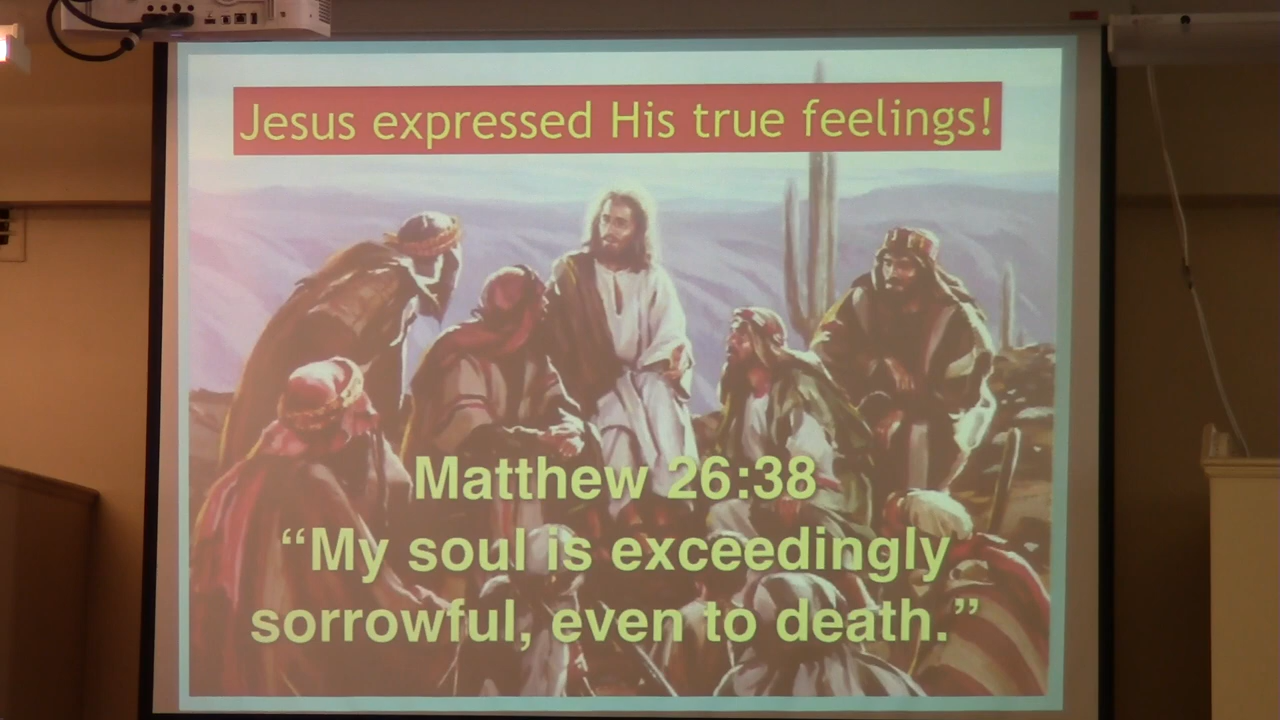 Jesus expressed His true feelings!
Matthew 26:38
“My soul is exceedingly
sorrowful, even to death.”